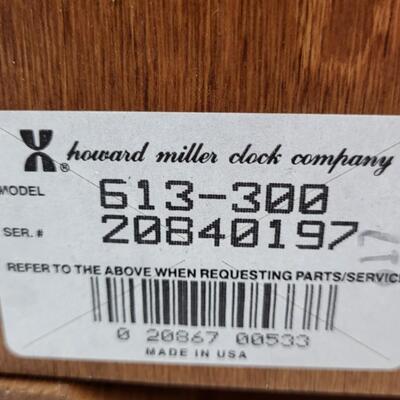 howard miller clock company
MODEL 613-300
SER. # 20840197
REFER TO THE ABOVE WHEN REQUESTING PARTS/SERVICE
0 20867 00533
MADE IN USA